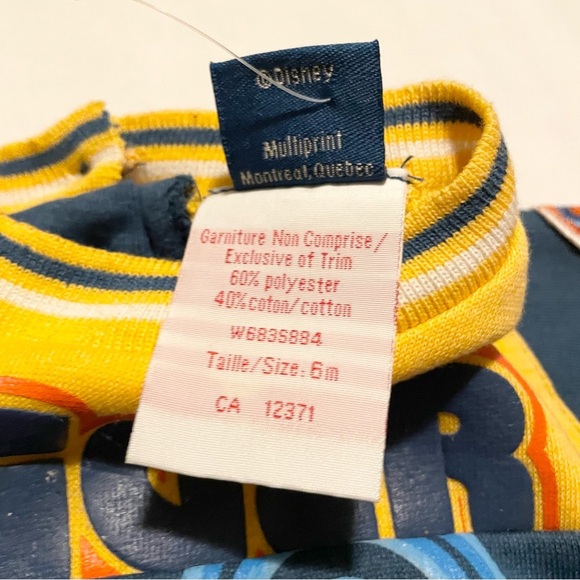 ©Disney
Multiprint
Montreal, Quebec
Garniture Non Comprise/
Exclusive of Trim
60% polyester
40% coton/cotton
W6835884
Taille/Size: 6m
CA 12371